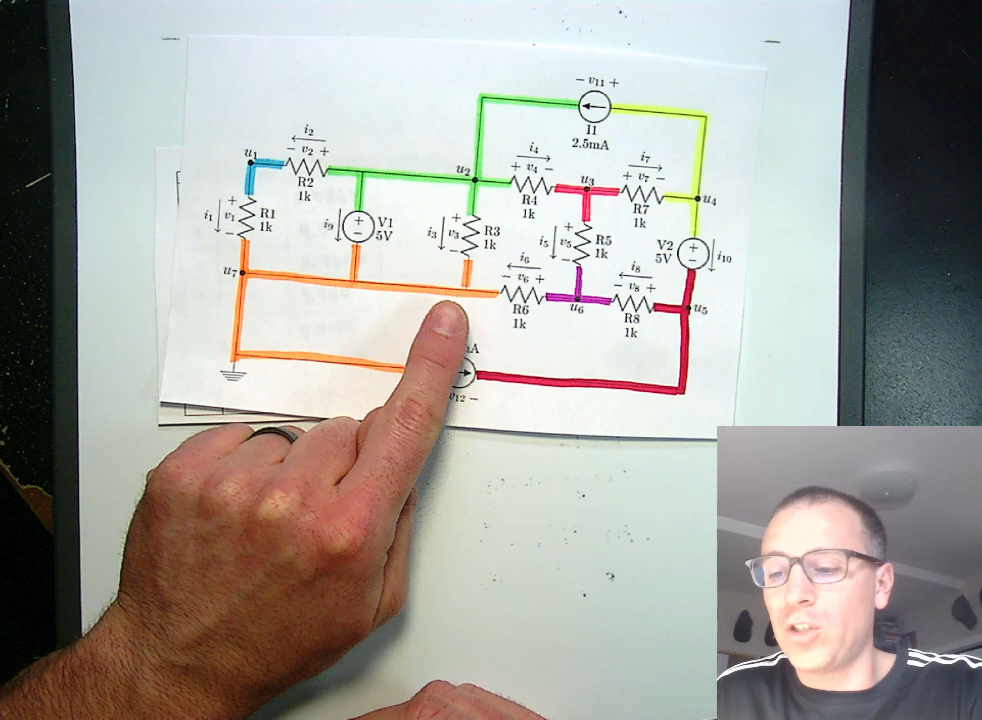 − v11 +
I1
2.5mA
i2
− v2 +
R2
1k
i4
+ v4 −
R4
1k
i7
+ v7 −
R7
1k
u1
u2
u3
u4
i1
+
v1
−
R1
1k
i9
+
−
V1
5V
i3
+
v3
−
R3
1k
i5
+
v5
−
R5
1k
V2
5V
+
−
i10
u7
i6
− v6 +
R6
1k
u6
i8
− v8 +
R8
1k
u5
v12 −